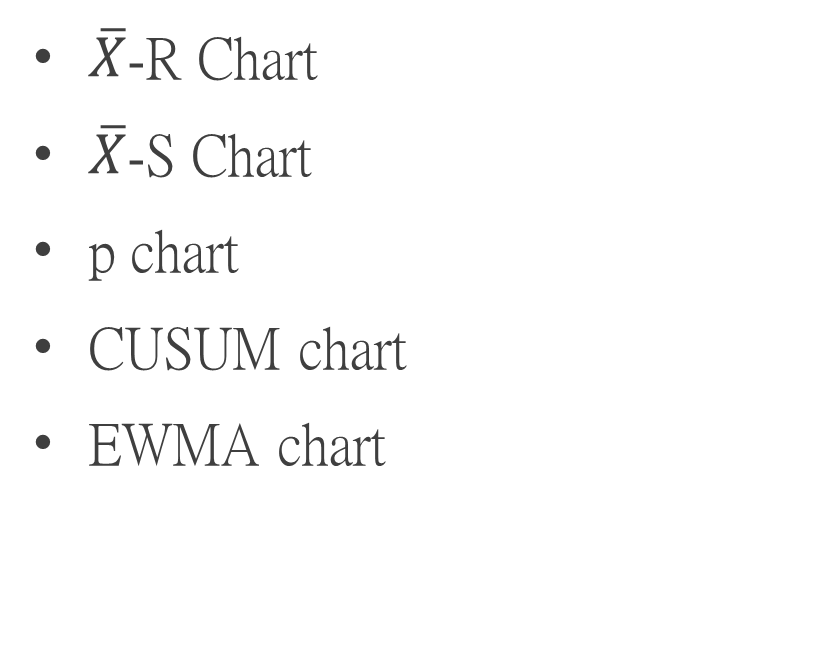 • X̄-R Chart
• X̄-S Chart
• p chart
• CUSUM chart
• EWMA chart